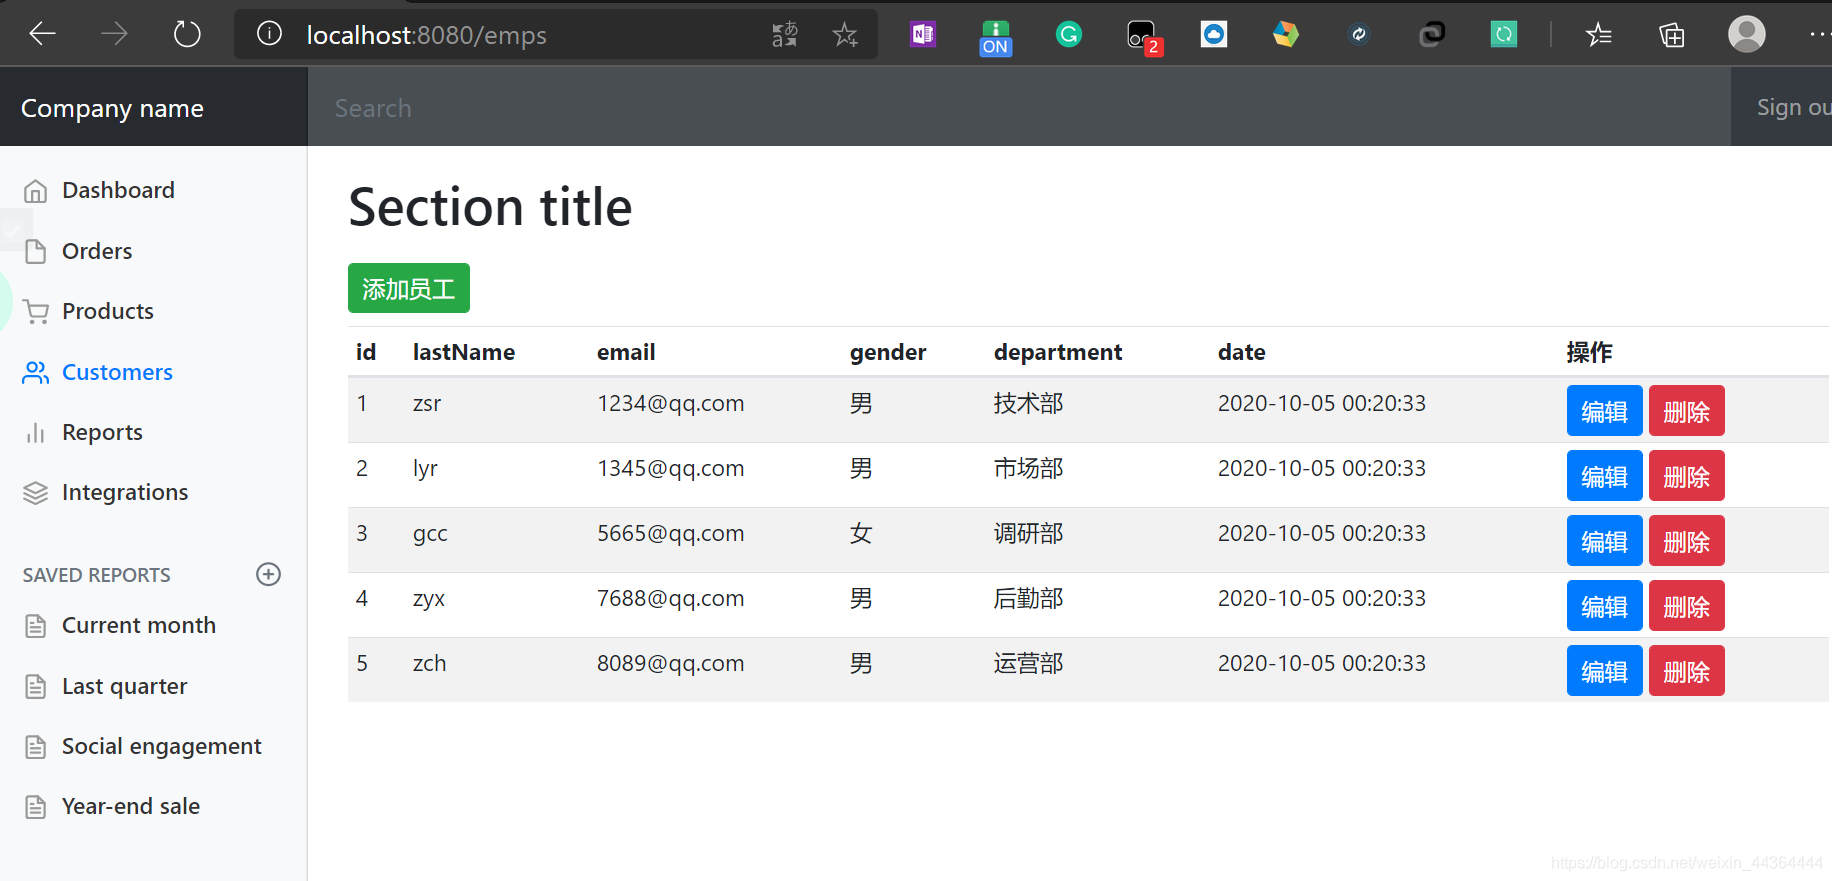 localhost:8080/emps
ON
2
Company name
Search
Sign ou
Dashboard
Orders
Products
Customers
Reports
Integrations
SAVED REPORTS
Current month
Last quarter
Social engagement
Year-end sale
Section title
添加员工
id lastName email gender department date 操作
1 zsr 1234@qq.com 男 技术部 2020-10-05 00:20:33 编辑 删除
2 lyr 1345@qq.com 男 市场部 2020-10-05 00:20:33 编辑 删除
3 gcc 5665@qq.com 女 调研部 2020-10-05 00:20:33 编辑 删除
4 zyx 7688@qq.com 男 后勤部 2020-10-05 00:20:33 编辑 删除
5 zch 8089@qq.com 男 运营部 2020-10-05 00:20:33 编辑 删除
https://blog.csdn.net/weixin_44364444